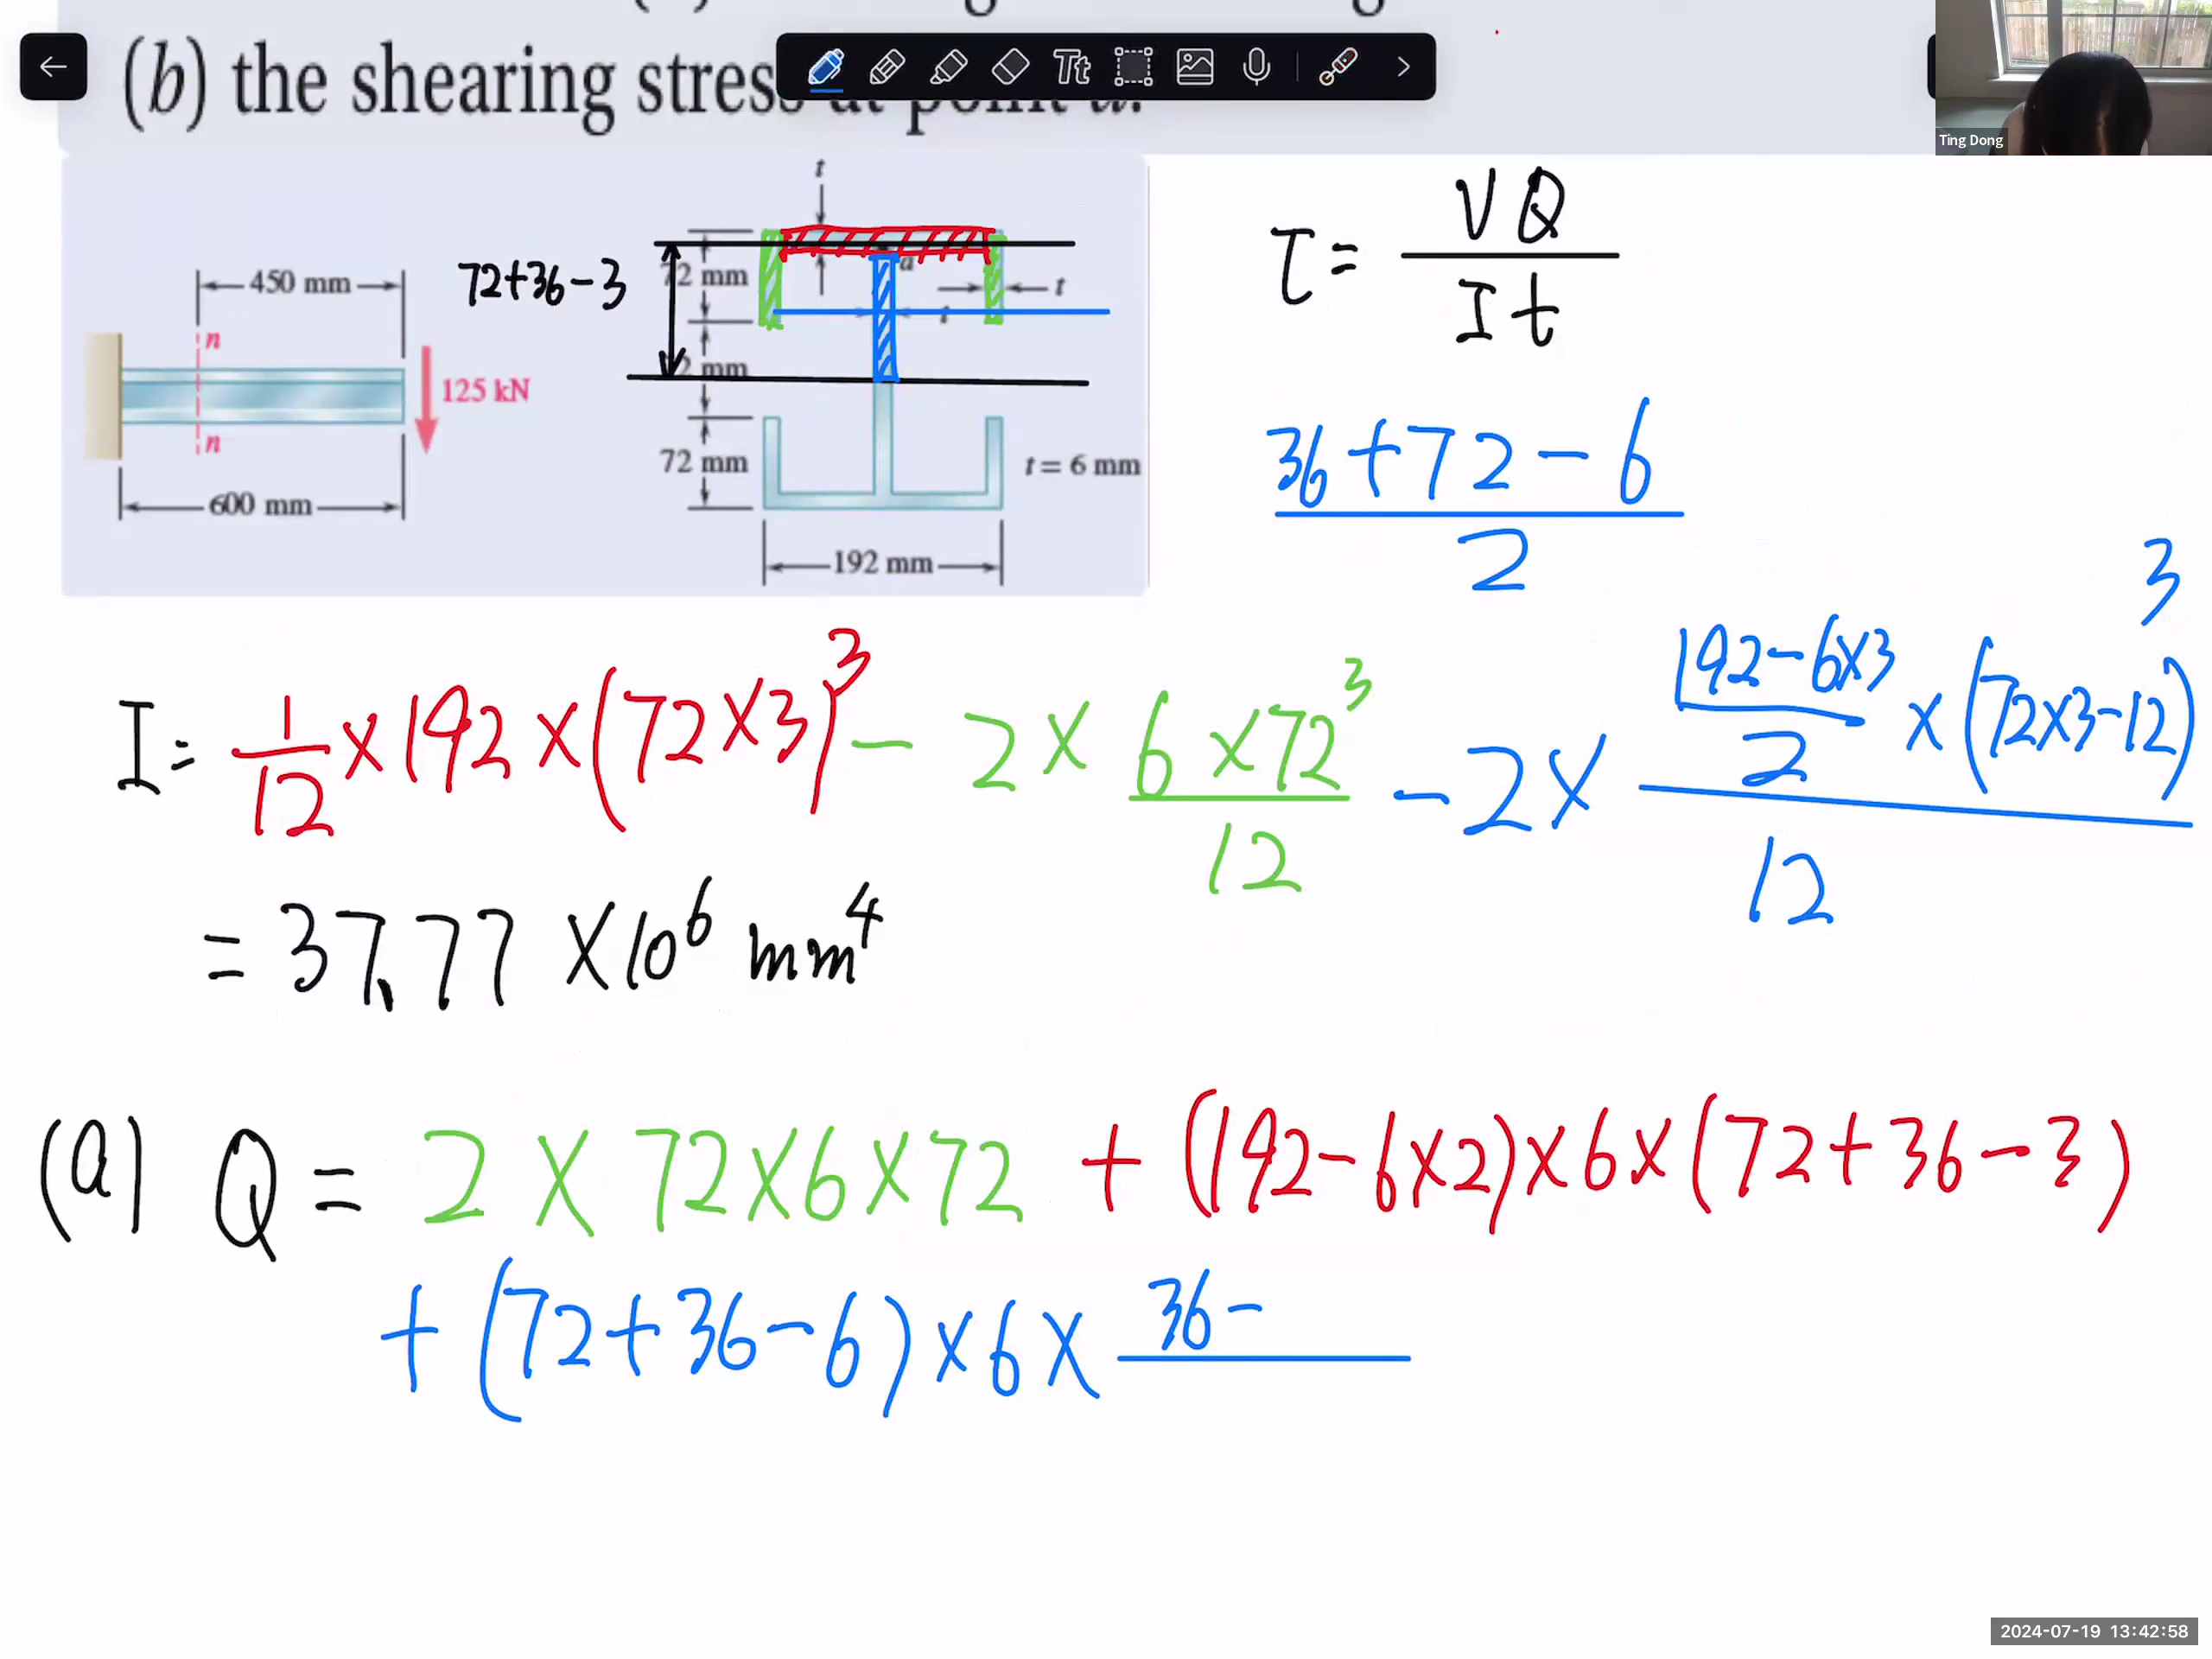 (b) the shearing stress at point a.
Ting Dong
t
450 mm
72+36-3
72 mm
a
t
t
n
mm
125 kN
n
72 mm
t = 6 mm
600 mm
192 mm
τ = VQ / It
36+72-6 / 2
I = 1/12 × 192 × (72×3)³ - 2 × 6×72³/12 - 2 × (192-6×3)/2 × (72×3-12)³ / 12
= 37.77 × 10⁶ mm⁴
(a) Q = 2 × 72×6×72 + (192-6×2)×6×(72+36-3)
+ (72+36-6)×6× 36-
2024-07-19 13:42:58